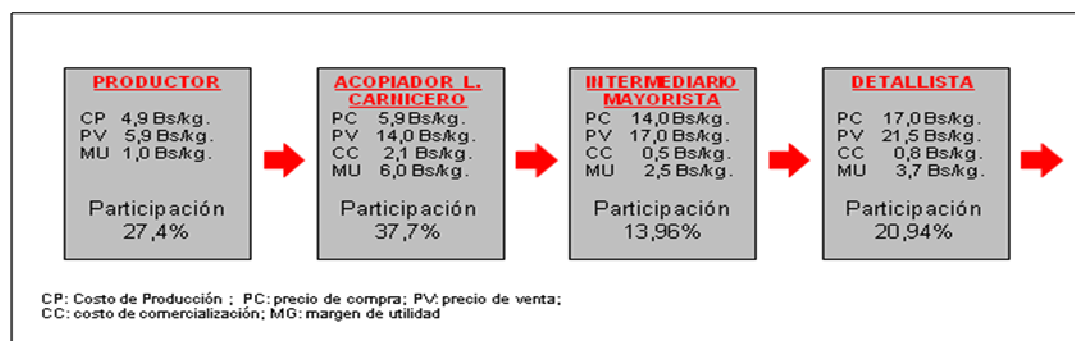 PRODUCTOR
CP 4,9 Bs/kg.
PV 5,9 Bs/kg.
MU 1,0 Bs/kg.
Participación
27,4%
ACOPIADOR L.
CARNICERO
PC 5,9 Bs/kg.
PV 14,0 Bs/kg.
CC 2,1 Bs/kg.
MU 6,0 Bs/kg.
Participación
37,7%
INTERMEDIARIO
MAYORISTA
PC 14,0 Bs/kg.
PV 17,0 Bs/kg.
CC 0,5 Bs/kg.
MU 2,5 Bs/kg.
Participación
13,96%
DETALLISTA
PC 17,0 Bs/kg.
PV 21,5 Bs/kg.
CC 0,8 Bs/kg.
MU 3,7 Bs/kg.
Participación
20,94%
CP: Costo de Producción ; PC: precio de compra; PV: precio de venta;
CC: costo de comercialización; MG: margen de utilidad